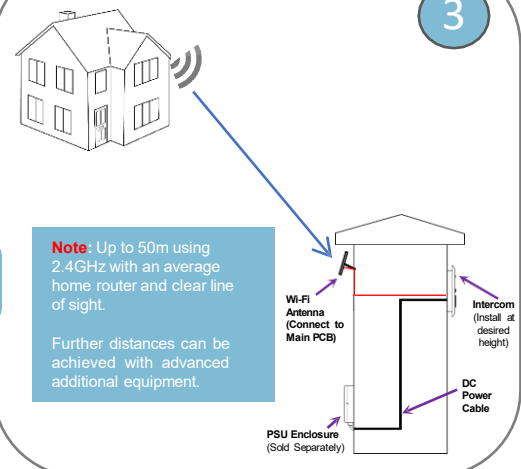 3
Note: Up to 50m using
2.4GHz with an average
home router and clear line
of sight.
Further distances can be
achieved with advanced
additional equipment.
Wi-Fi
Antenna
(Connect to
Main PCB)
Intercom
(Install at
desired
height)
DC
Power
Cable
PSU Enclosure
(Sold Separately)